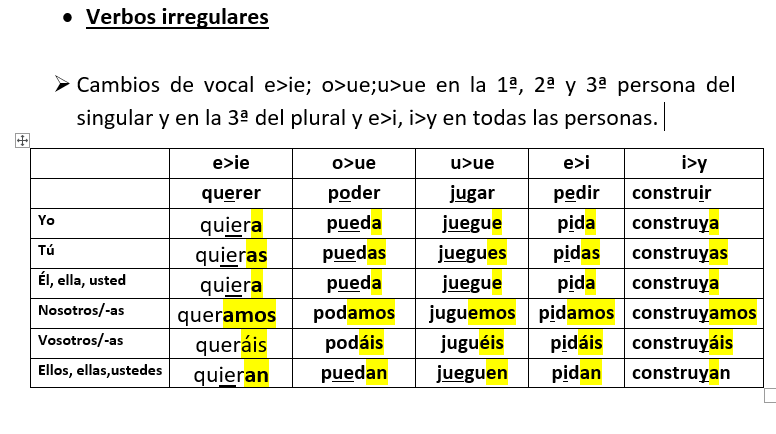 Verbos irregulares
Cambios de vocal e>ie; o>ue;u>ue en la 1ª, 2ª y 3ª persona del
singular y en la 3ª del plural y e>i, i>y en todas las personas.
e>ie o>ue u>ue e>i i>y
querer poder jugar pedir construir
Yo quiera pueda juegue pida construya
Tú quieras puedas juegues pidas construyas
Él, ella, usted quiera pueda juegue pida construya
Nosotros/-as queramos podamos juguemos pidamos construyamos
Vosotros/-as queráis podáis juguéis pidáis construyáis
Ellos, ellas,ustedes quieran puedan jueguen pidan construyan